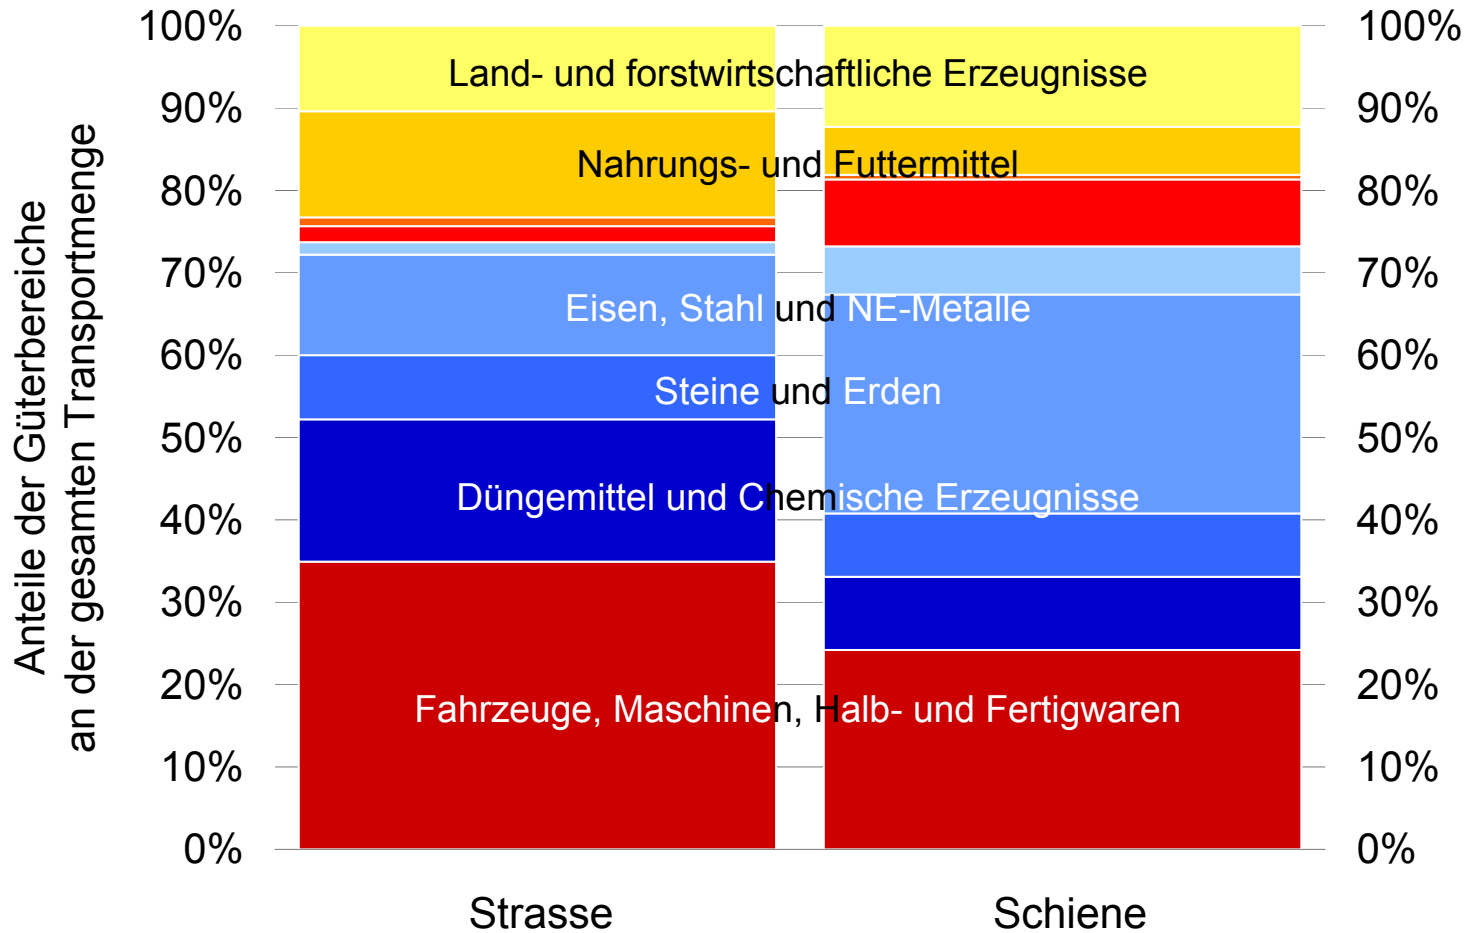 100%
100%
Land- und forstwirtschaftliche Erzeugnisse
90%
90%
Nahrungs- und Futtermittel
80%
80%
70%
70%
Eisen, Stahl und NE-Metalle
60%
60%
Steine und Erden
50%
50%
Düngemittel und Chemische Erzeugnisse
40%
40%
30%
30%
20%
20%
Fahrzeuge, Maschinen, Halb- und Fertigwaren
10%
10%
0%
0%
Anteile der Güterbereiche
an der gesamten Transportmenge
Strasse
Schiene